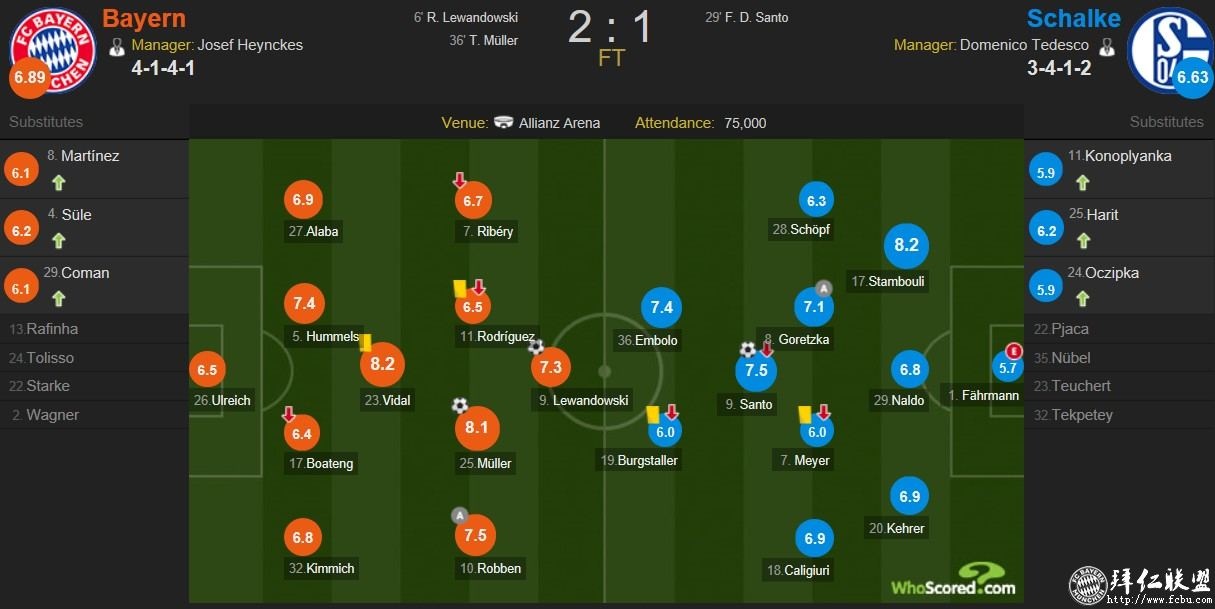 Bayern
Manager: Josef Heynckes
4-1-4-1
FC BAYERN
MÜNCHEN
6.89
6' R. Lewandowski
36' T. Müller
2 : 1
FT
29' F. D. Santo
Schalke
Manager: Domenico Tedesco
3-4-1-2
S
04
6.63
Substitutes
Venue: Allianz Arena Attendance: 75,000
Substitutes
6.1 8. Martínez
6.2 4. Süle
6.1 29.Coman
13.Rafinha
24.Tolisso
22.Starke
2. Wagner
6.5
26.Ulreich
6.9
27.Alaba
7.4
5. Hummels
6.4
17.Boateng
6.8
32.Kimmich
8.2
23.Vidal
6.7
7. Ribéry
6.5
11.Rodríguez
8.1
25.Müller
A
7.5
10.Robben
7.3
9. Lewandowski
7.4
36.Embolo
6.0
19.Burgstaller
7.5
9. Santo
6.3
28.Schöpf
A
7.1
8. Goretzka
6.0
7. Meyer
6.9
18.Caligiuri
8.2
17.Stambouli
6.8
29.Naldo
6.9
20.Kehrer
E
5.7
1. Fährmann
5.9 11.Konoplyanka
6.2 25.Harit
5.9 24.Oczipka
22.Pjaca
35.Nübel
23.Teuchert
32.Tekpetey
WhoScored.com
FC BAYERN
MÜNCHEN
拜仁联盟
http://www.fcbu.com